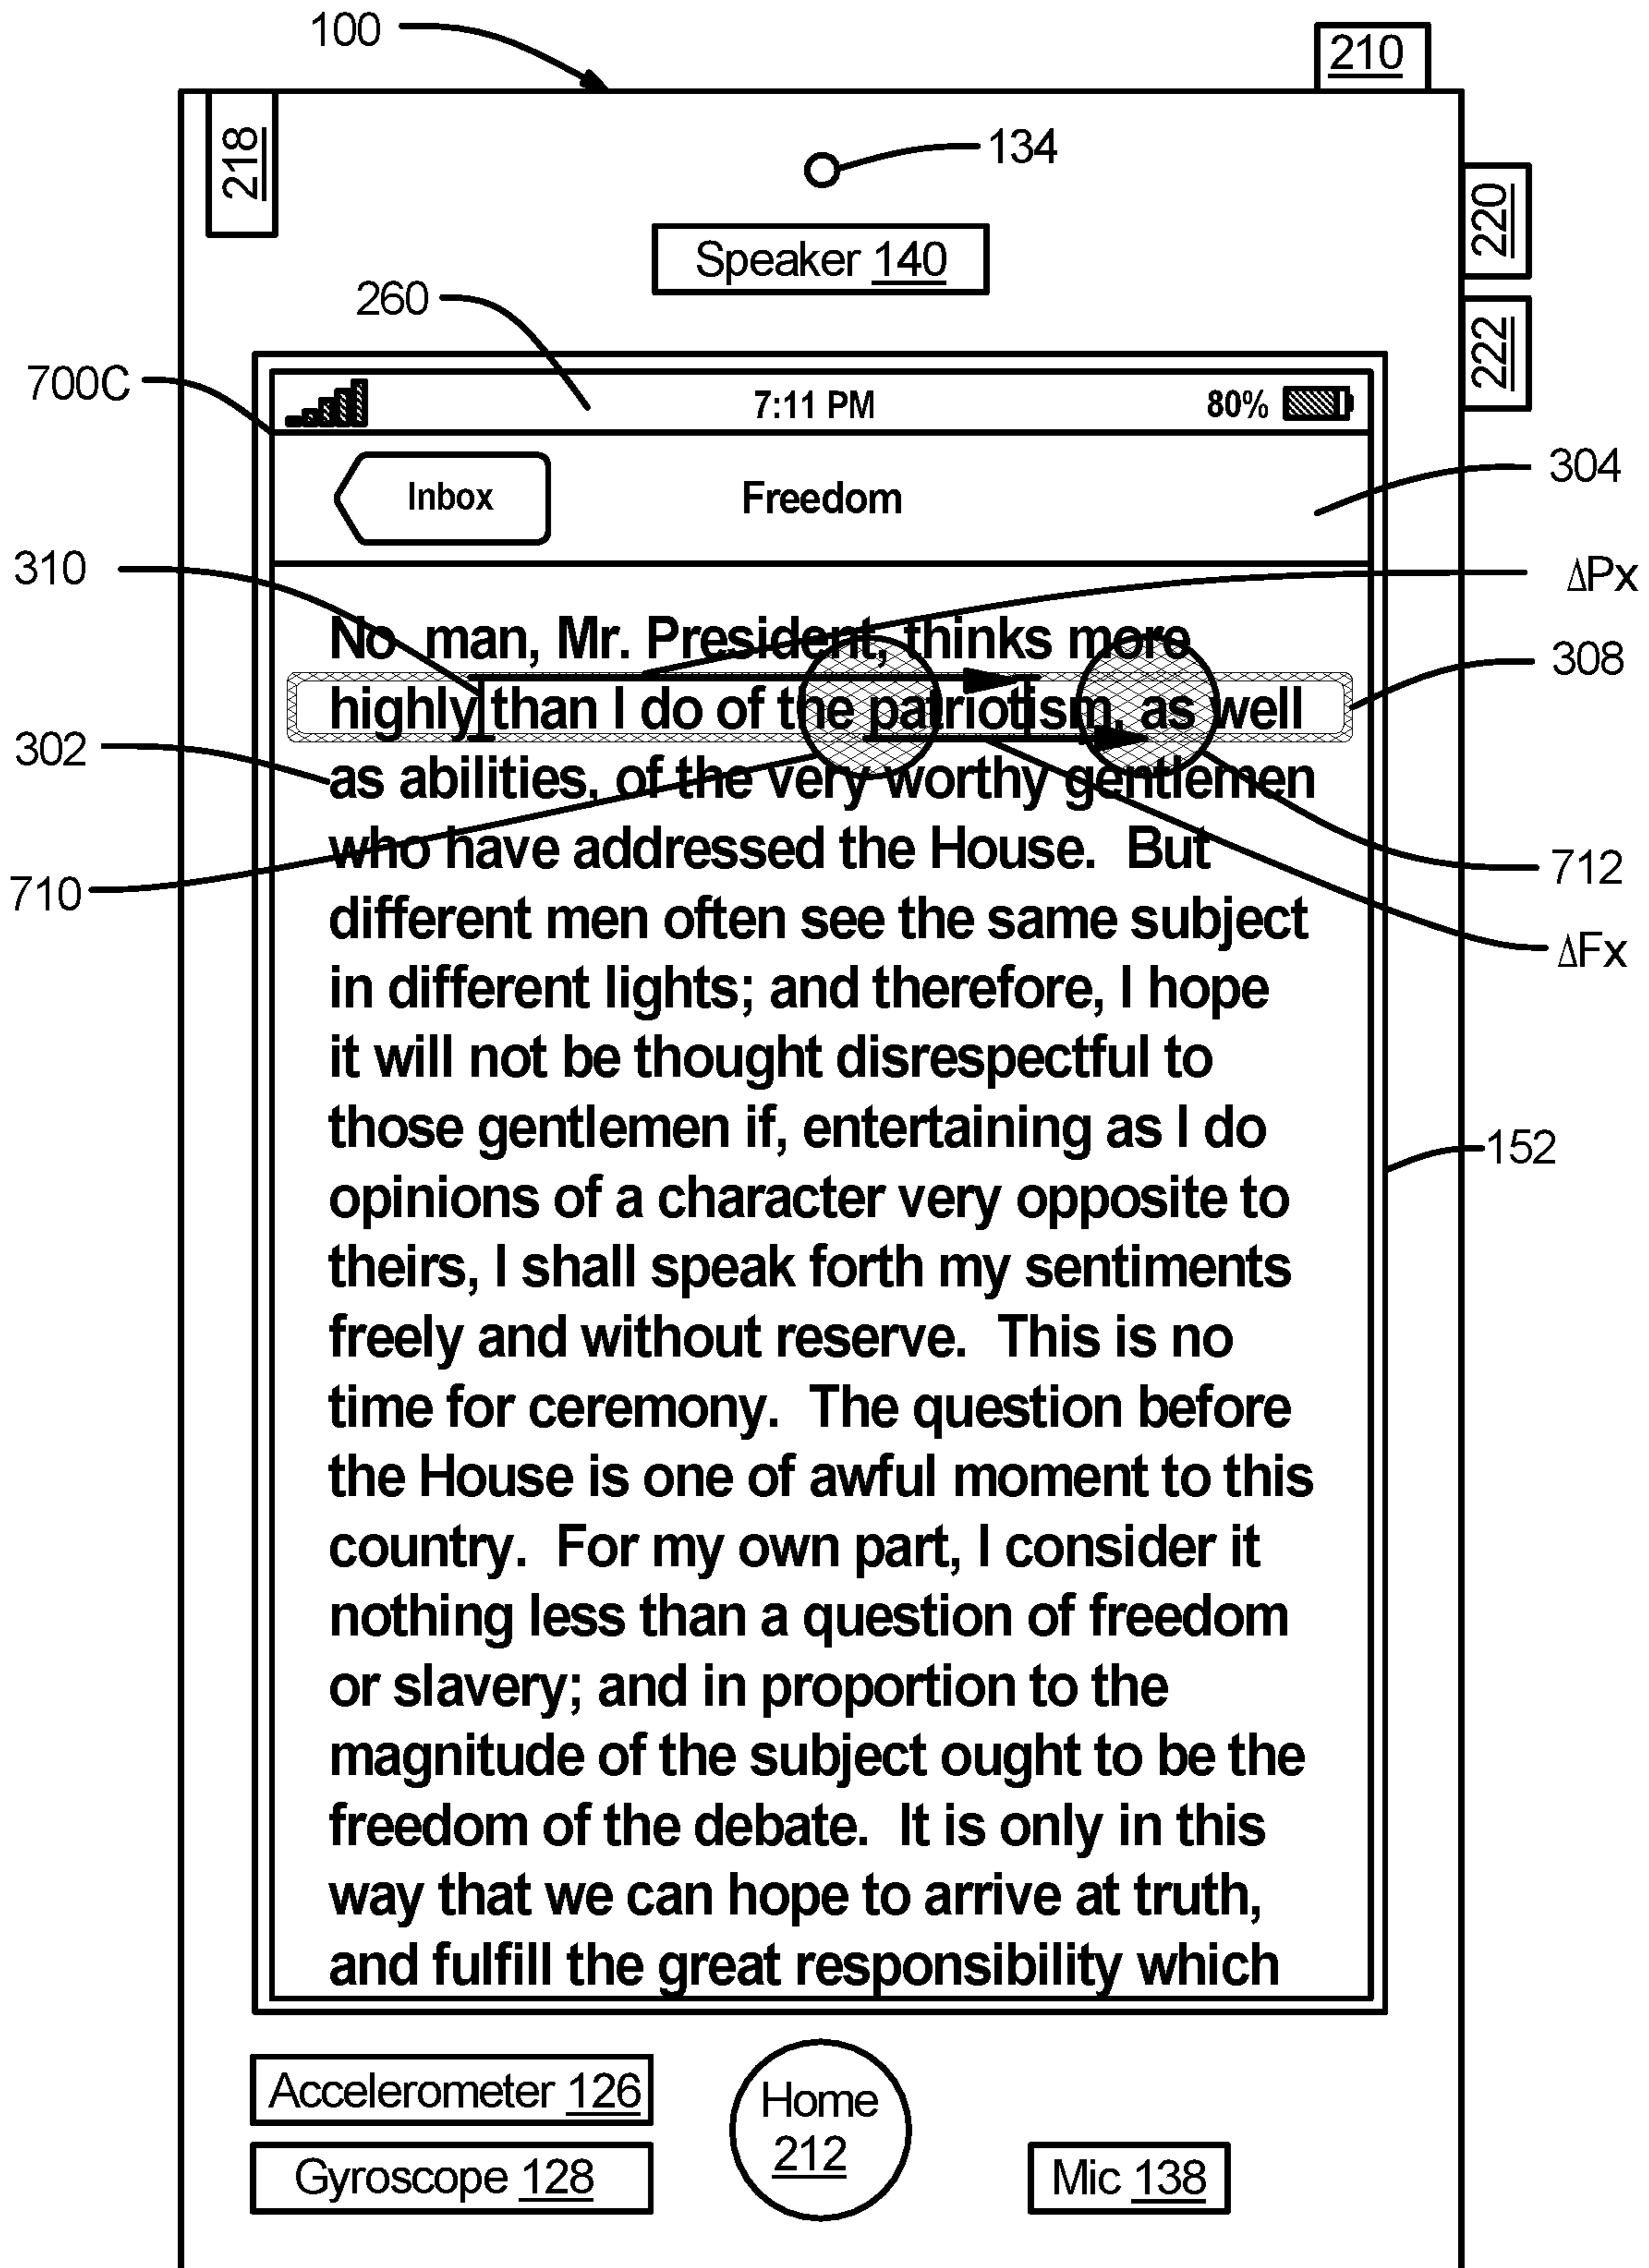 100
210
218
134
220
Speaker 140
260
222
700C
7:11 PM
80%
304
Inbox
Freedom
310
ΔPx
No  man, Mr. President, thinks more
308
highly than I do of the patriotism, as well
302
as abilities, of the very worthy gentlemen
who have addressed the House.  But
712
710
different men often see the same subject
ΔFx
in different lights; and therefore, I hope
it will not be thought disrespectful to
those gentlemen if, entertaining as I do
152
opinions of a character very opposite to
theirs, I shall speak forth my sentiments
freely and without reserve.  This is no
time for ceremony.  The question before
the House is one of awful moment to this
country.  For my own part, I consider it
nothing less than a question of freedom
or slavery; and in proportion to the
magnitude of the subject ought to be the
freedom of the debate.  It is only in this
way that we can hope to arrive at truth,
and fulfill the great responsibility which
Accelerometer 126
Home
212
Gyroscope 128
Mic 138